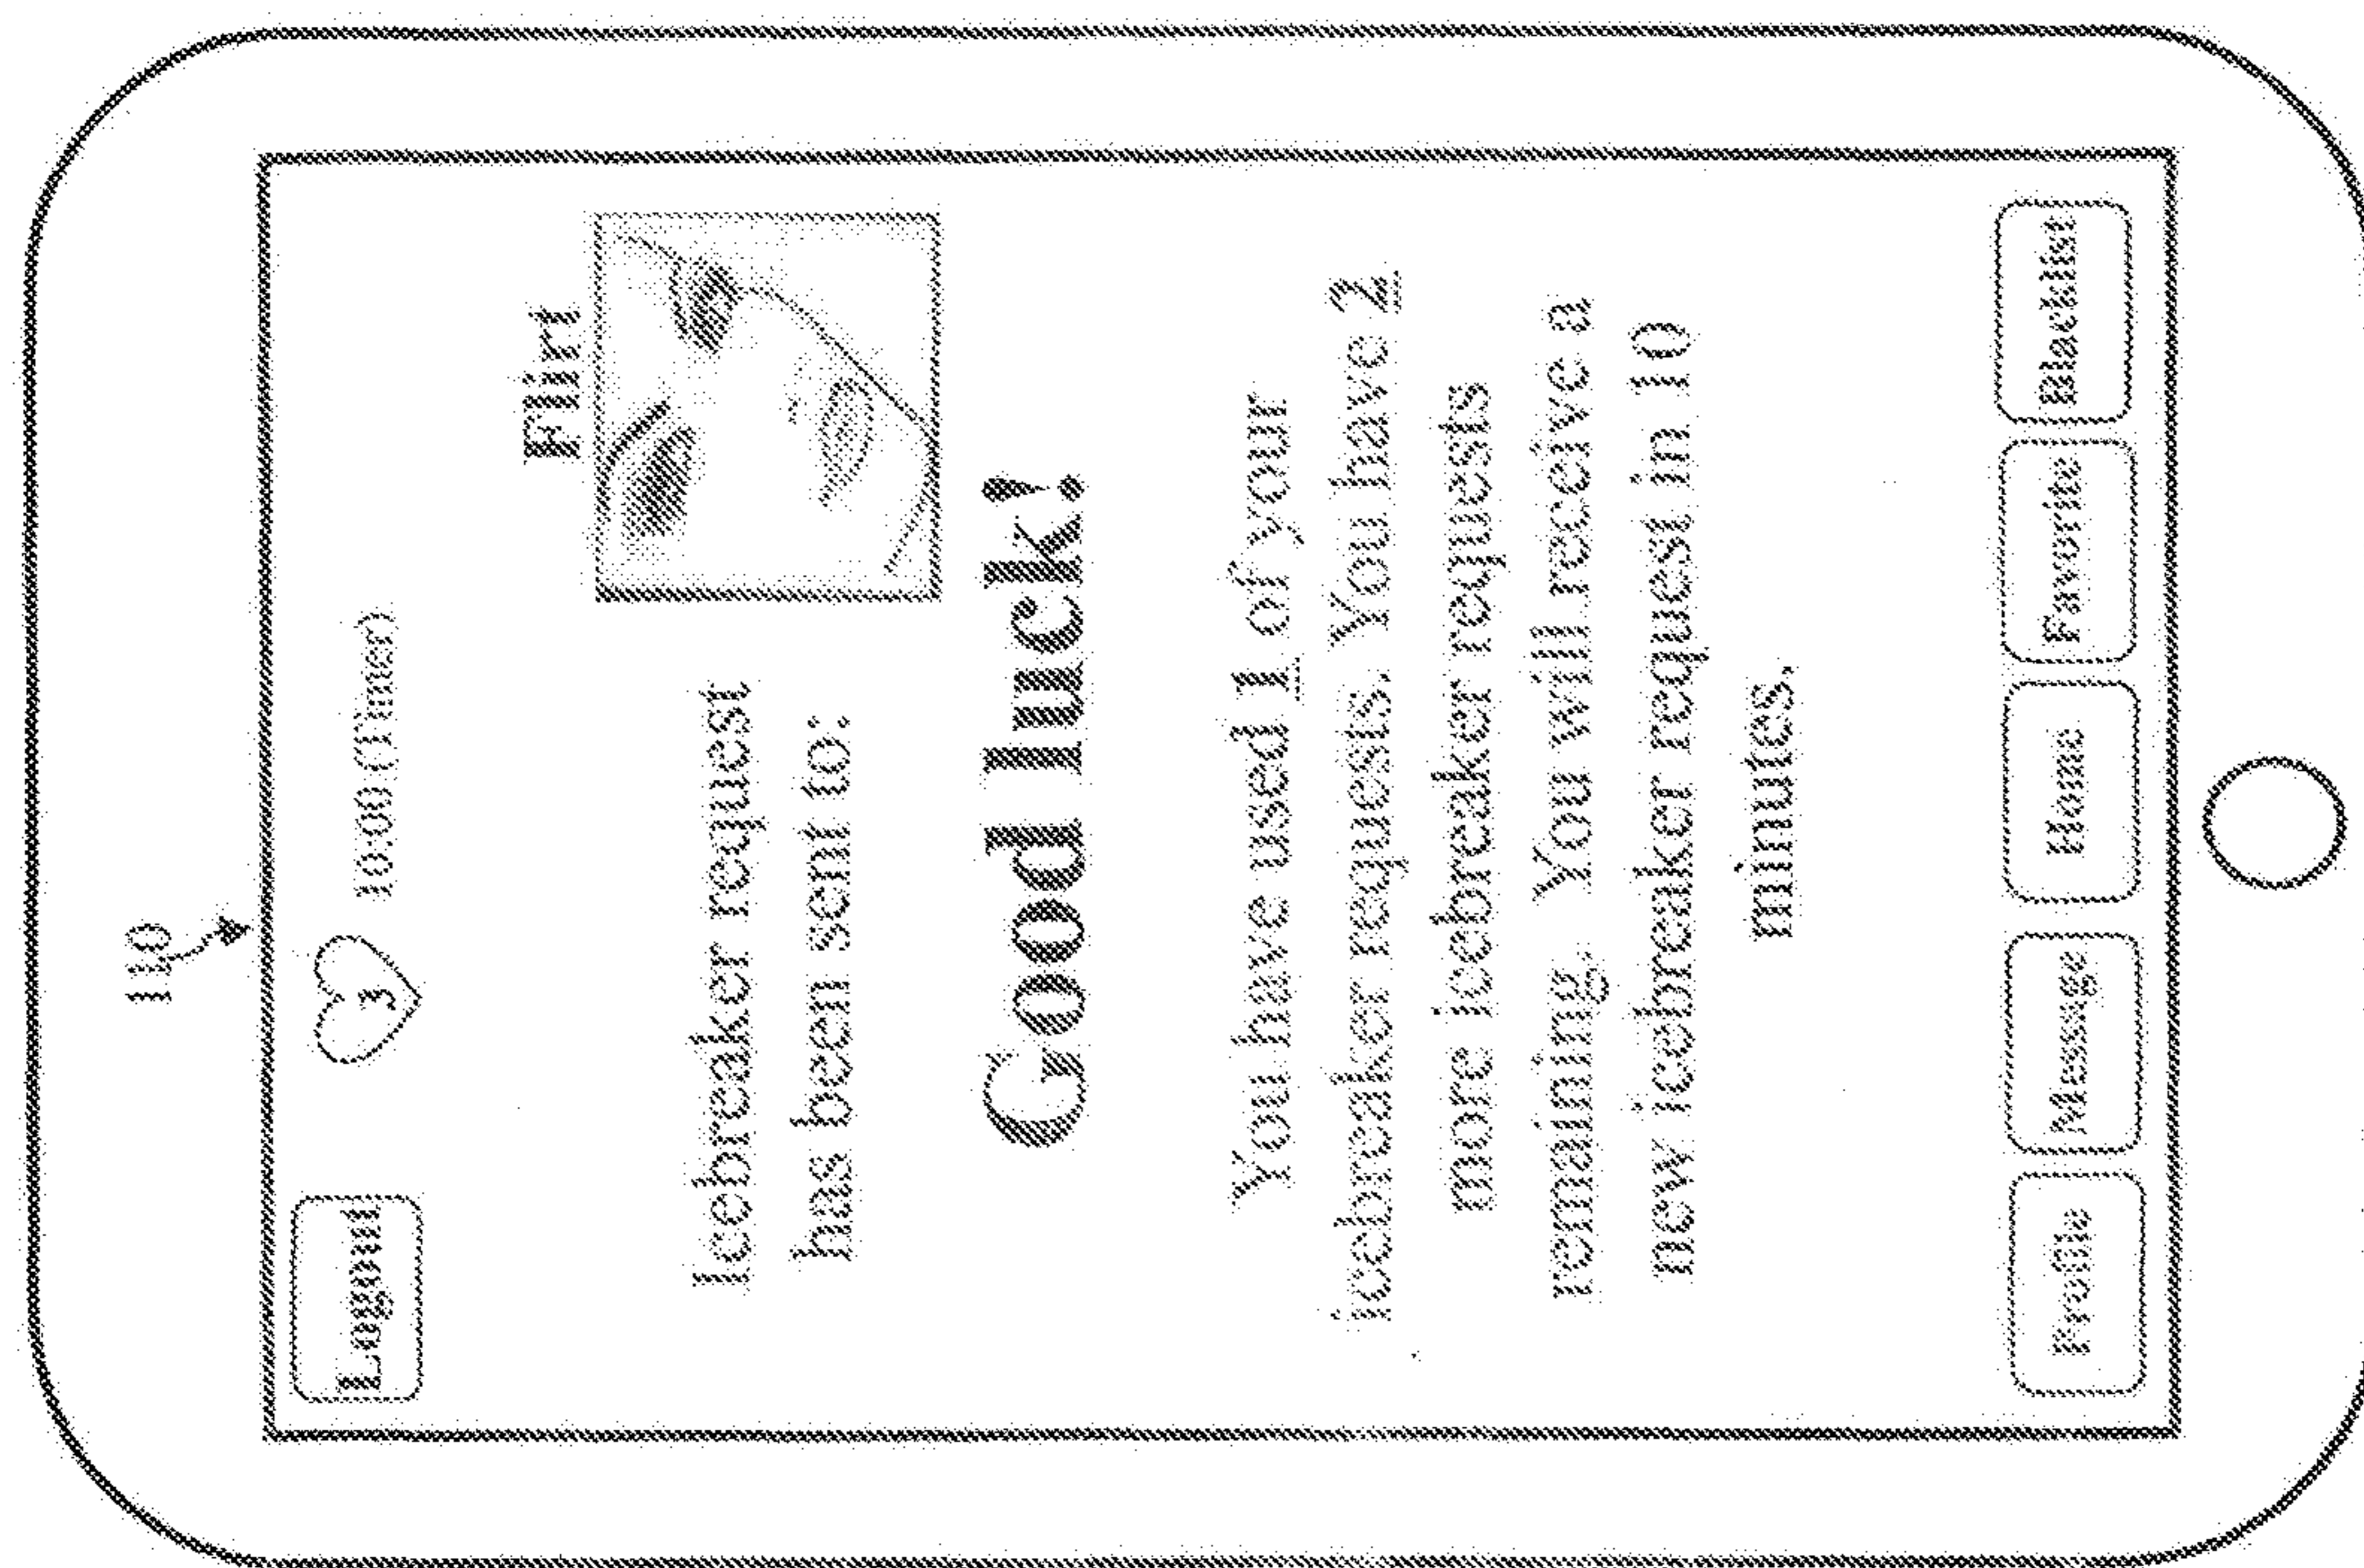 110
Logout
3
10:00 (Timer)
Flirt
Icebreaker request
has been sent to:
Good luck!
You have used 1 of your
icebreaker requests. You have 2
more icebreaker requests
remaining. You will receive a
new icebreaker request in 10
minutes.
Profile
Message
Home
Favorite
Blacklist